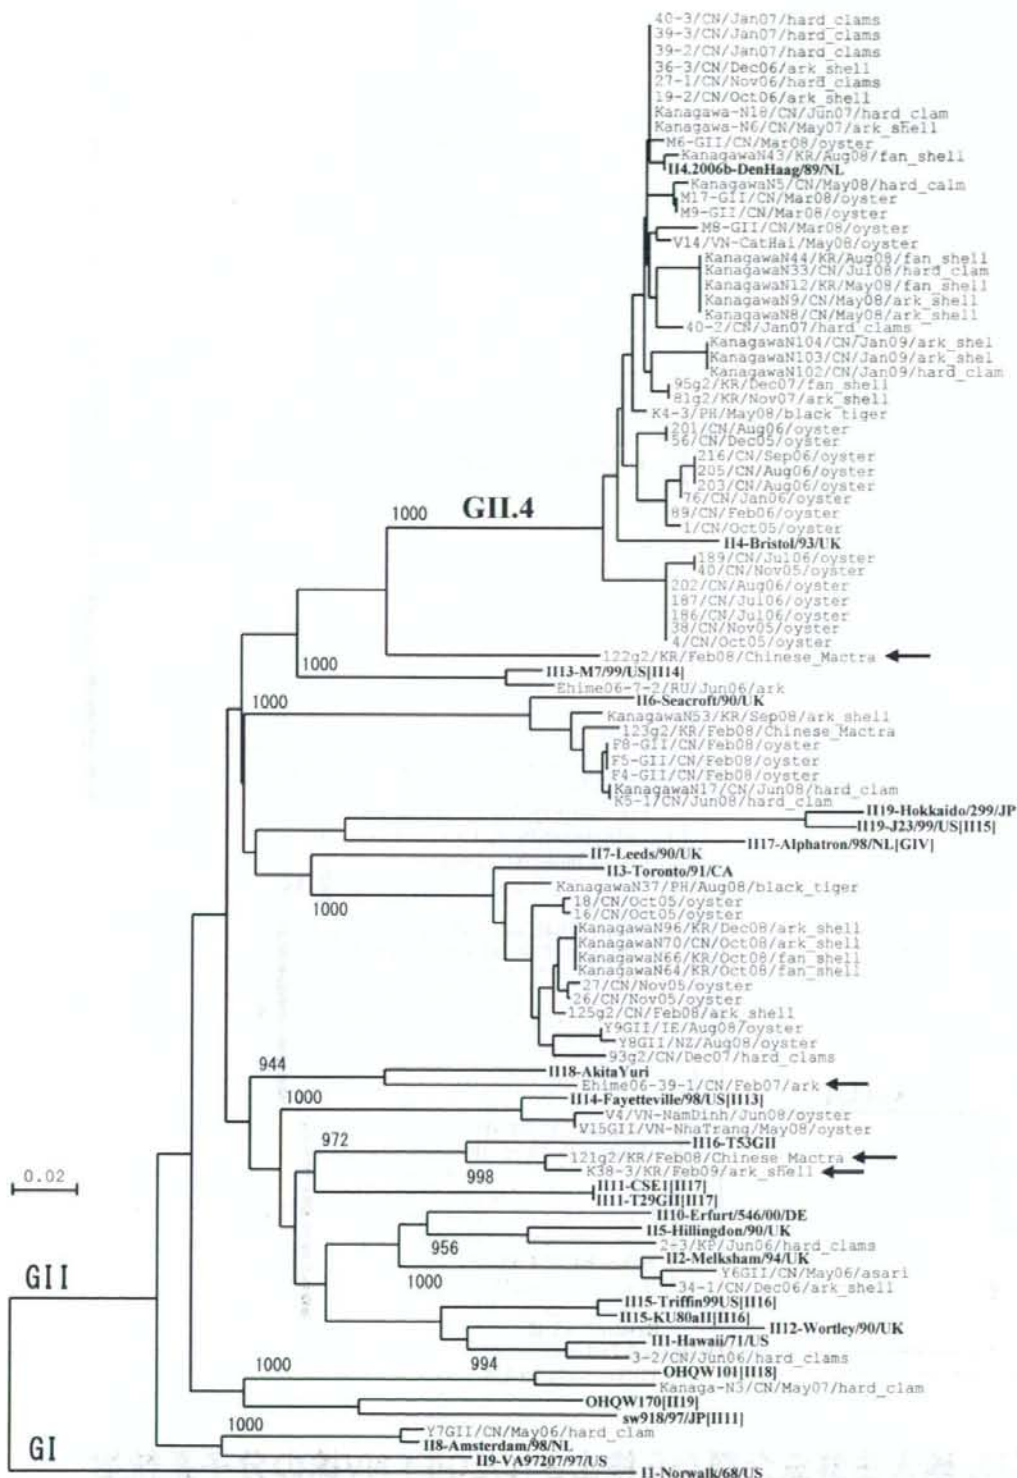 40-3/CN/Jan07/hard_clams
39-3/CN/Jan07/hard_clams
39-2/CN/Jan07/hard_clams
36-3/CN/Dec06/ark_shell
27-1/CN/Nov06/hard_clams
19-2/CN/Oct06/ark_shell
Kanagawa-N18/CN/Jun07/hard_clam
Kanagawa-N6/CN/May07/ark_shell
M6-GII/CN/Mar08/oyster
KanagawaN43/KR/Aug08/fan_shell
II4.2006b-DenHaag/89/NL
KanagawaN5/CN/May08/hard_calm
M17-GII/CN/Mar08/oyster
M9-GII/CN/Mar08/oyster
M8-GII/CN/Mar08/oyster
V14/VN-CatHai/May08/oyster
KanagawaN44/KR/Aug08/fan_shell
KanagawaN33/CN/Jul08/hard_clam
KanagawaN12/KR/May08/fan_shell
KanagawaN9/CN/May08/ark_shell
KanagawaN8/CN/May08/ark_shell
40-2/CN/Jan07/hard_clams
KanagawaN104/CN/Jan09/ark_shel
KanagawaN103/CN/Jan09/ark_shel
KanagawaN102/CN/Jan09/hard_clam
95g2/KR/Dec07/fan_shell
81g2/KR/Nov07/ark_shell
K4-3/PH/May08/black_tiger
201/CN/Aug06/oyster
56/CN/Dec05/oyster
216/CN/Sep06/oyster
205/CN/Aug06/oyster
203/CN/Aug06/oyster
76/CN/Jan06/oyster
89/CN/Feb06/oyster
1000 GII.4
1/CN/Oct05/oyster
II4-Bristol/93/UK
189/CN/Jul06/oyster
40/CN/Nov05/oyster
202/CN/Aug06/oyster
187/CN/Jul06/oyster
186/CN/Jul06/oyster
38/CN/Nov05/oyster
4/CN/Oct05/oyster
122g2/KR/Feb08/Chinese_Mactra
1000
II13-M7/99/US[II14]
Ehime06-7-2/RU/Jun06/ark
1000
II6-Seacroft/90/UK
KanagawaN53/KR/Sep08/ark_shell
123g2/KR/Feb08/Chinese_Mactra
F8-GII/CN/Feb08/oyster
F5-GII/CN/Feb08/oyster
F4-GII/CN/Feb08/oyster
KanagawaN17/CN/Jun08/hard_clam
K5-1/CN/Jun08/hard_clam
II19-Hokkaido/299/JP
II19-J23/99/US[II15]
II17-Alphatron/98/NL[GIV]
II7-Leeds/90/UK
II3-Toronto/91/CA
KanagawaN37/PH/Aug08/black_tiger
1000
18/CN/Oct05/oyster
16/CN/Oct05/oyster
KanagawaN96/KR/Dec08/ark_shell
KanagawaN70/CN/Oct08/ark_shell
KanagawaN66/KR/Oct08/fan_shell
KanagawaN64/KR/Oct08/fan_shell
27/CN/Nov05/oyster
26/CN/Nov05/oyster
125g2/CN/Feb08/ark_shell
Y9GII/IE/Aug08/oyster
Y8GII/NZ/Aug08/oyster
93g2/CN/Dec07/hard_clams
944
II18-AkitaYuri
Ehime06-39-1/CN/Feb07/ark
1000
II14-Fayetteville/98/US[II13]
V4/VN-NamDinh/Jun08/oyster
V15GII/VN-NhaTrang/May08/oyster
972
II16-T53GII
121g2/KR/Feb08/Chinese_Mactra
998
K38-3/KR/Feb09/ark_shell
0.02
II11-CSE1[II17]
II11-T29GII[II17]
II10-Erfurt/546/00/DE
II5-Hillingdon/90/UK
956
2-3/KP/Jun06/hard_clams
II2-Melksham/94/UK
1000
Y6GII/CN/May06/asari
34-1/CN/Dec06/ark_shell
GII
II15-Triffin99US[II16]
II15-KU80aII[II16]
II12-Wortley/90/UK
II1-Hawaii/71/US
3-2/CN/Jun06/hard_clams
1000
994
OHQW101[II18]
Kanaga-N3/CN/May07/hard_clam
OHQW170[II19]
sw918/97/JP[II11]
1000
Y7GII/CN/May06/hard_clam
II8-Amsterdam/98/NL
GI
II9-VA97207/97/US
I1-Norwalk/68/US